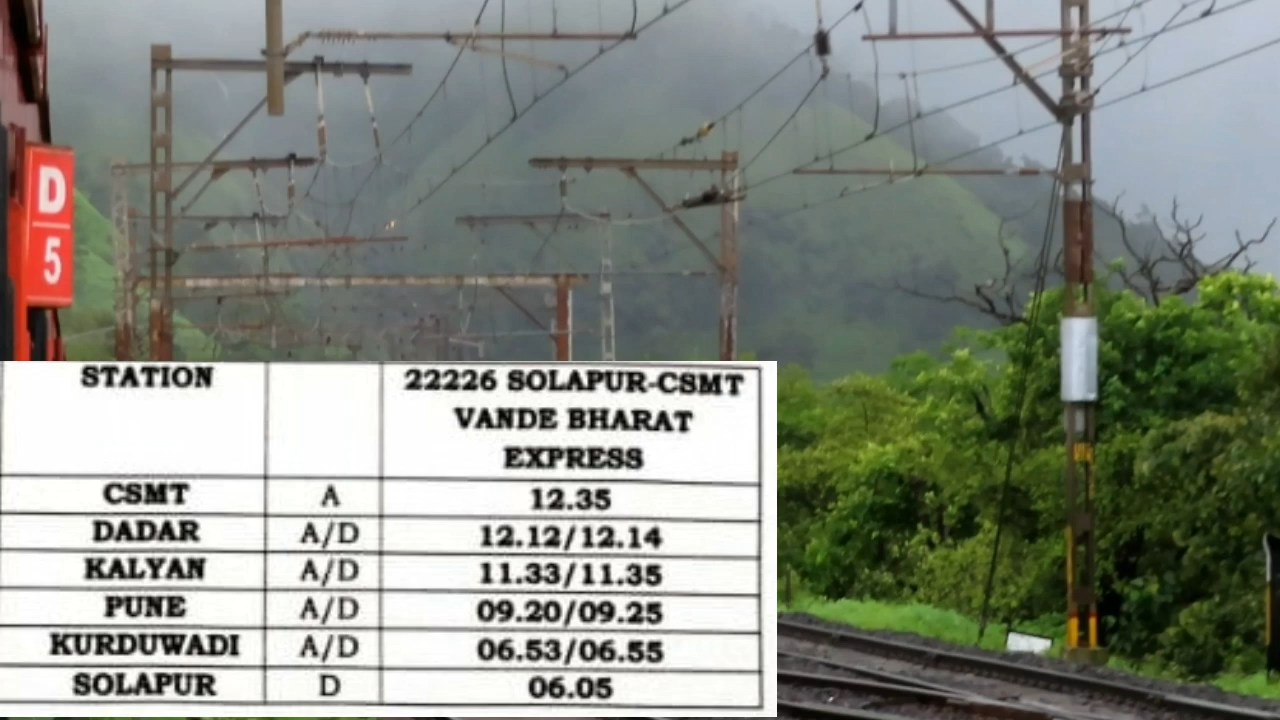 D
5
STATION 22226 SOLAPUR-CSMT
VANDE BHARAT
EXPRESS
CSMT A 12.35
DADAR A/D 12.12/12.14
KALYAN A/D 11.33/11.35
PUNE A/D 09.20/09.25
KURDUWADI A/D 06.53/06.55
SOLAPUR D 06.05